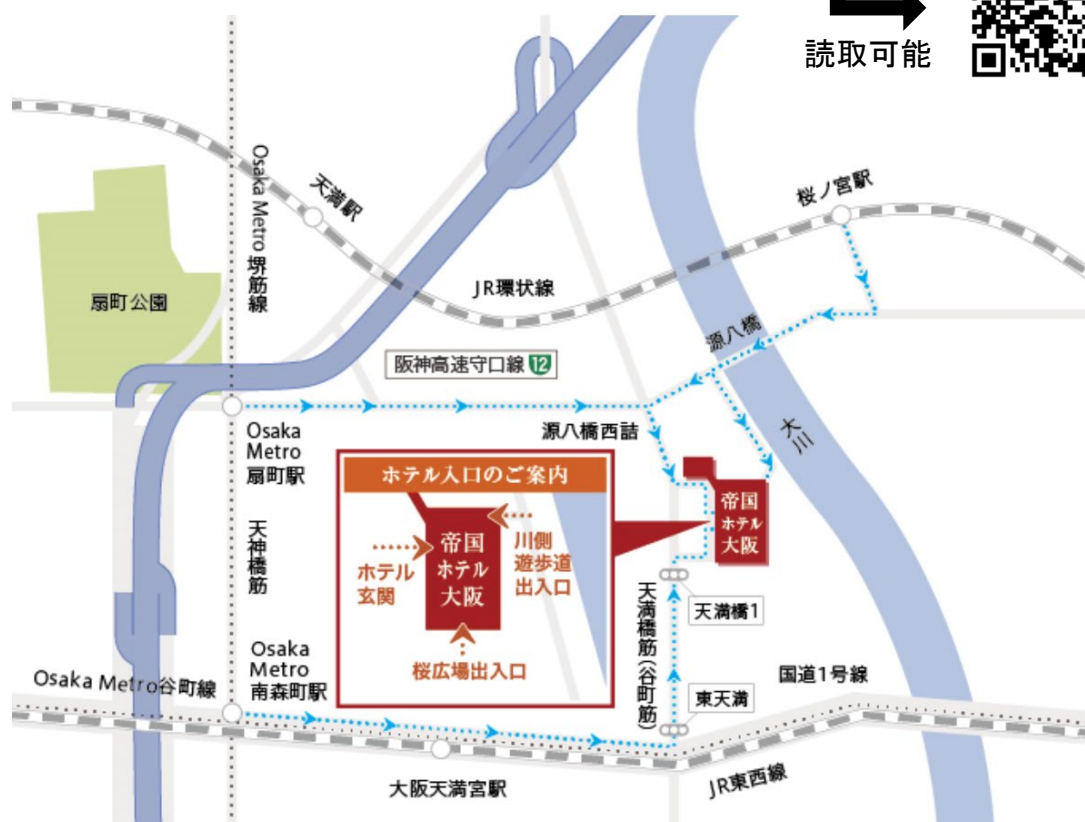 読取可能
Osaka Metro 堺筋線
天満駅
桜ノ宮駅
扇町公園
JR環状線
源八橋
阪神高速守口線 12
大川
源八橋西詰
Osaka
Metro
扇町駅
ホテル入口のご案内
帝国
ホテル
大阪
川側
遊歩道
出入口
ホテル
玄関
桜広場出入口
帝国
ホテル
大阪
天神橋筋
天満橋1
天満橋筋(谷町筋)
Osaka
Metro
南森町駅
Osaka Metro谷町線
国道1号線
東天満
大阪天満宮駅
JR東西線